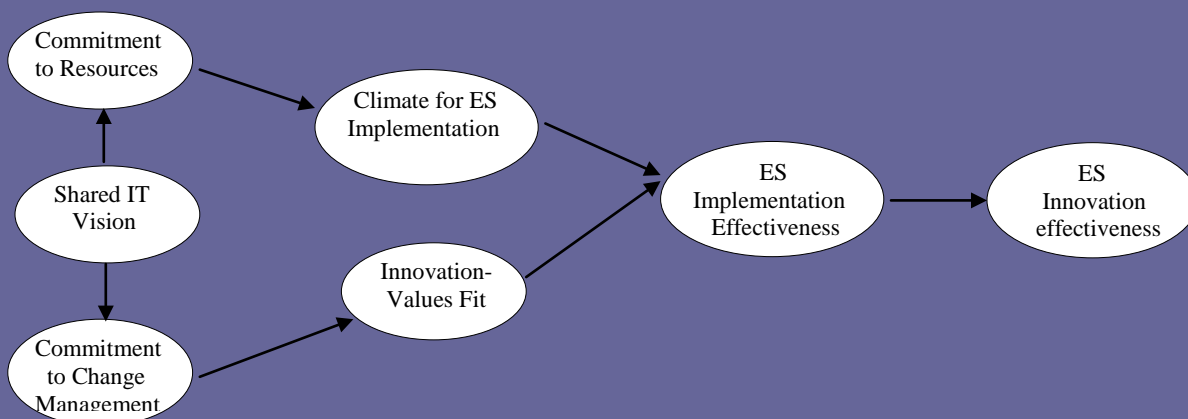 Commitment
to Resources
Climate for ES
Implementation
Shared IT
Vision
ES
Implementation
Effectiveness
ES
Innovation
effectiveness
Innovation-
Values Fit
Commitment
to Change
Management